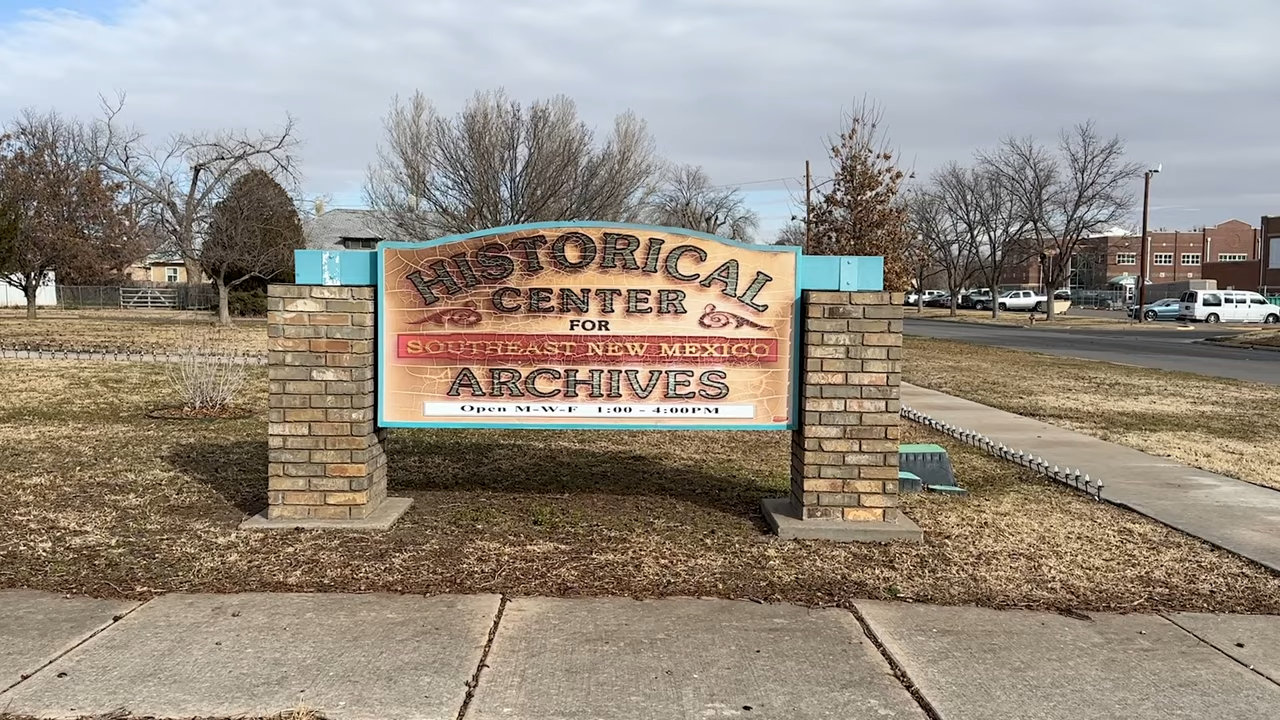 HISTORICAL
CENTER
FOR
SOUTHEAST NEW MEXICO
ARCHIVES
Open M-W-F 1:00 - 4:00PM